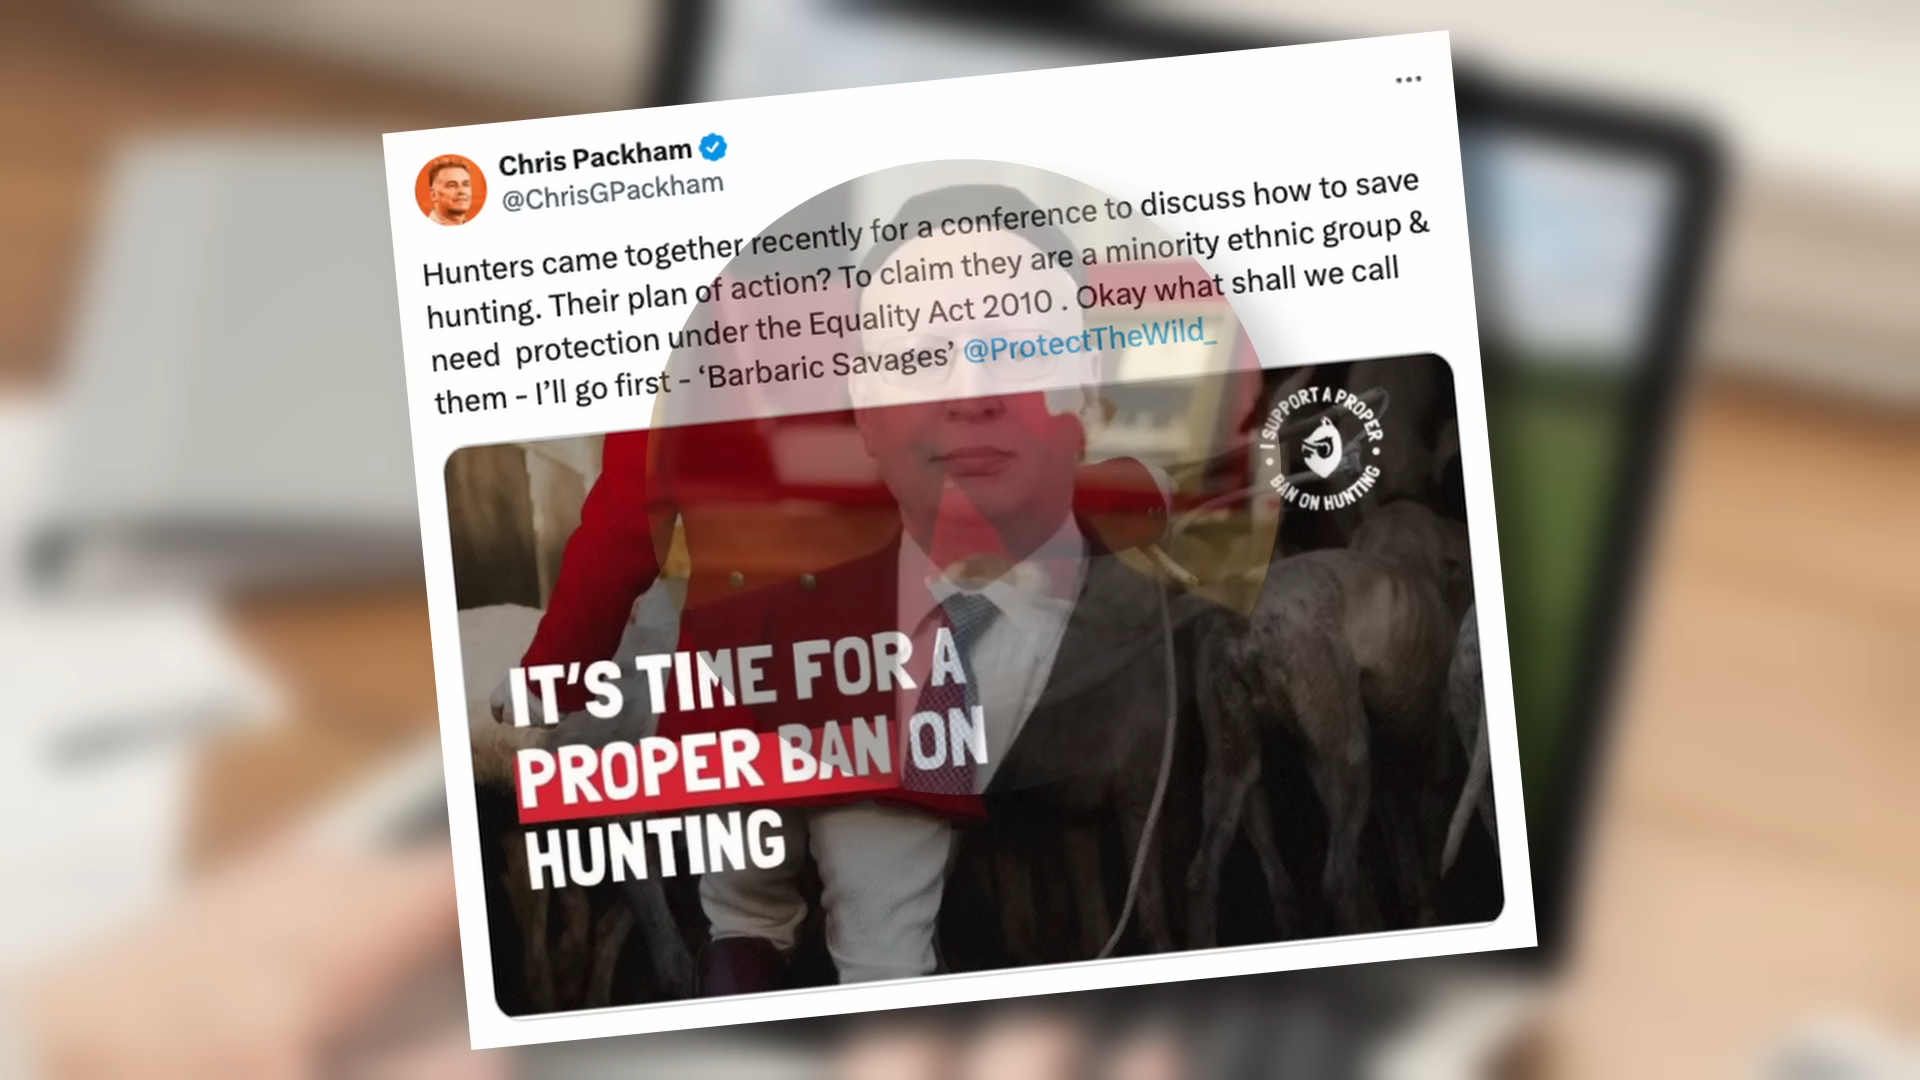 Chris Packham
@ChrisGPackham
Hunters came together recently for a conference to discuss how to save
hunting. Their plan of action? To claim they are a minority ethnic group &
need  protection under the Equality Act 2010 . Okay what shall we call
them - I’ll go first - ‘Barbaric Savages’ @ProtectTheWild_
• I SUPPORT A PROPER •
BAN ON HUNTING
IT’S TIME FOR A
PROPER BAN ON
HUNTING